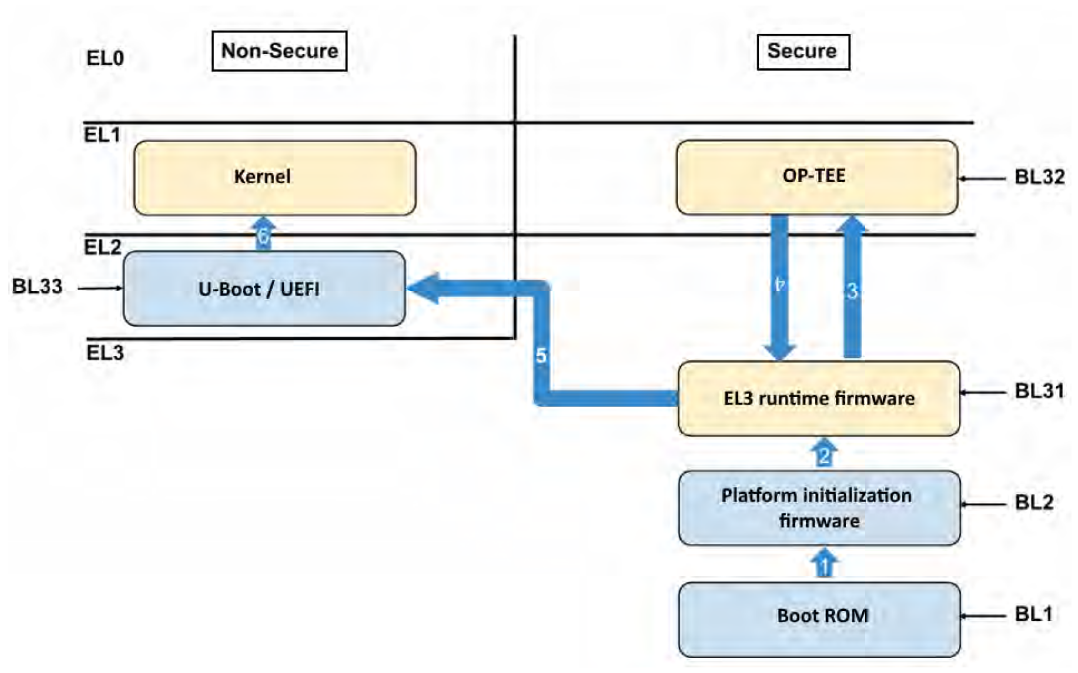 Non-Secure
Secure
EL0
EL1
Kernel
OP-TEE
BL32
6
EL2
BL33
U-Boot / UEFI
4
3
EL3
5
EL3 runtime firmware
BL31
2
Platform initialization
firmware
BL2
1
Boot ROM
BL1